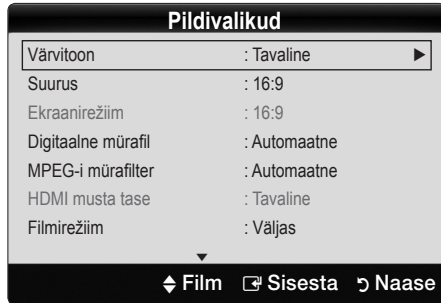 Pildivalikud
Värvitoon : Tavaline ▶
Suurus : 16:9
Ekraanirežiim : 16:9
Digitaalne mürafil : Automaatne
MPEG-i mürafilter : Automaatne
HDMI musta tase : Tavaline
Filmirežiim : Väljas
▼
Film Sisesta Naase